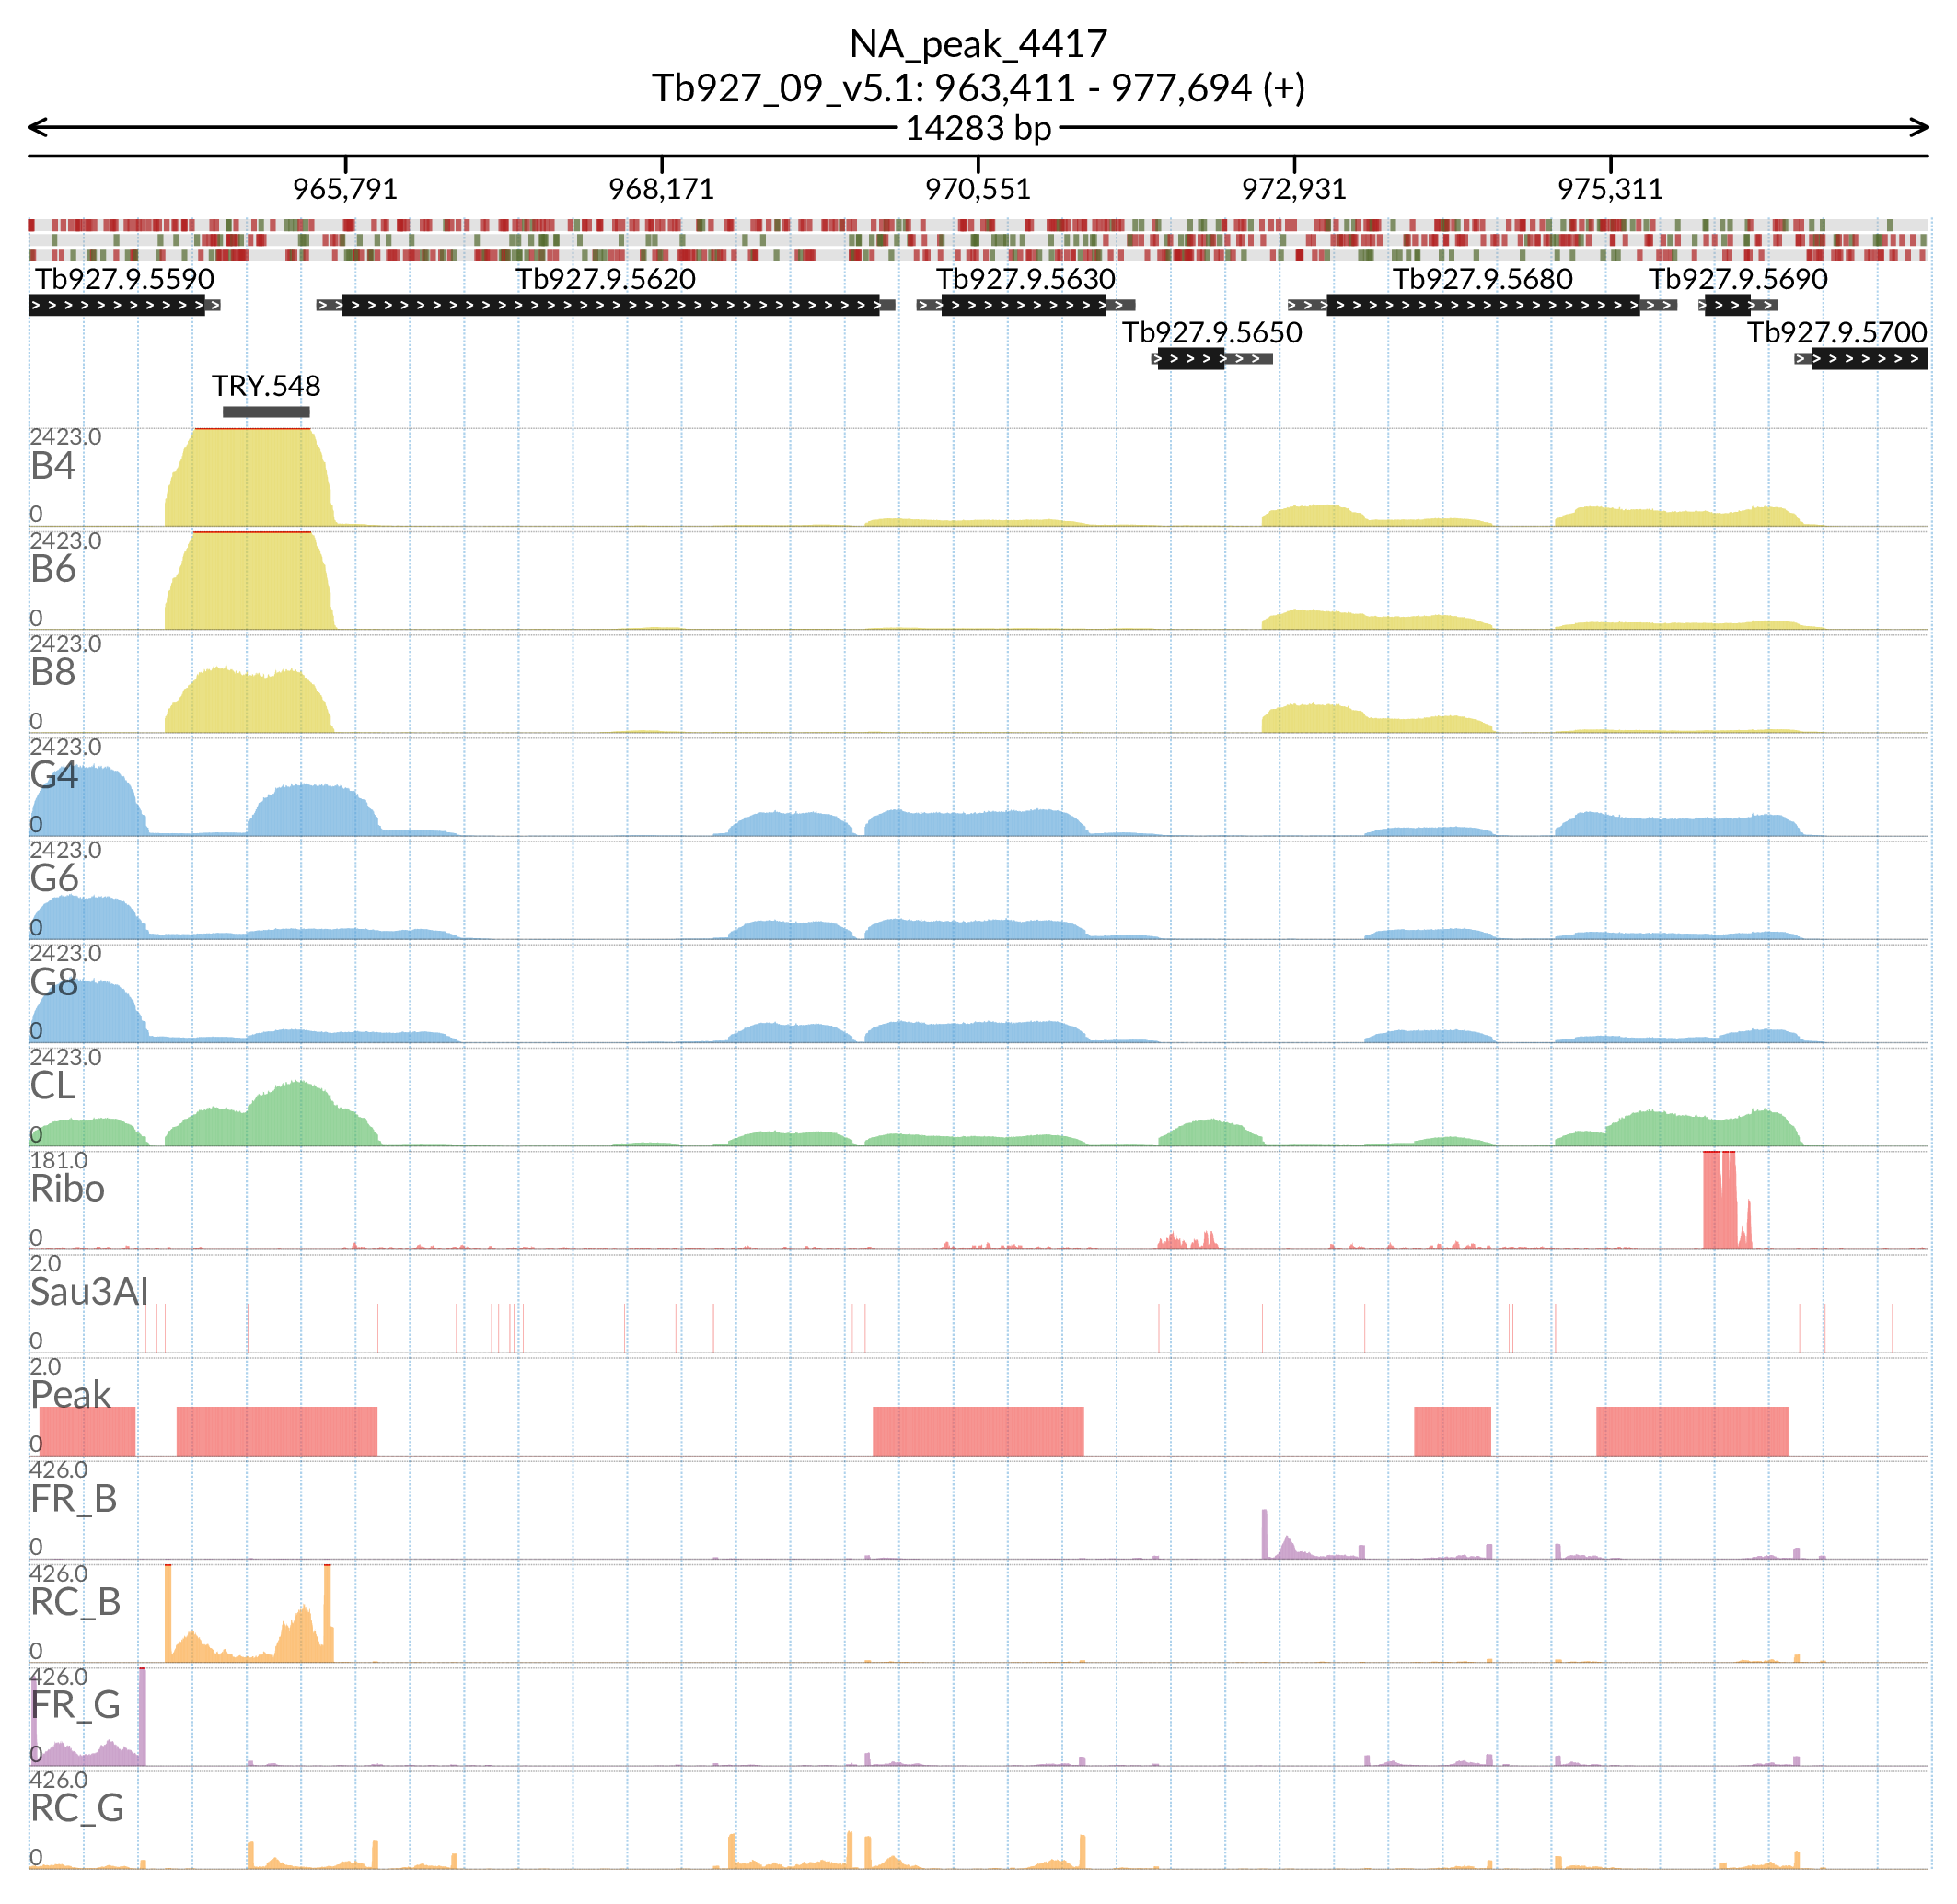 NA_peak_4417
Tb927_09_v5.1: 963,411 - 977,694 (+)
14283 bp
965,791 968,171 970,551 972,931 975,311
Tb927.9.5590 Tb927.9.5620 Tb927.9.5630 Tb927.9.5680 Tb927.9.5690
Tb927.9.5650 Tb927.9.5700
TRY.548
2423.0
B4
0
2423.0
B6
0
2423.0
B8
0
2423.0
G4
0
2423.0
G6
0
2423.0
G8
0
2423.0
CL
0
181.0
Ribo
0
2.0
Sau3AI
0
2.0
Peak
0
426.0
FR_B
0
426.0
RC_B
0
426.0
FR_G
0
426.0
RC_G
0